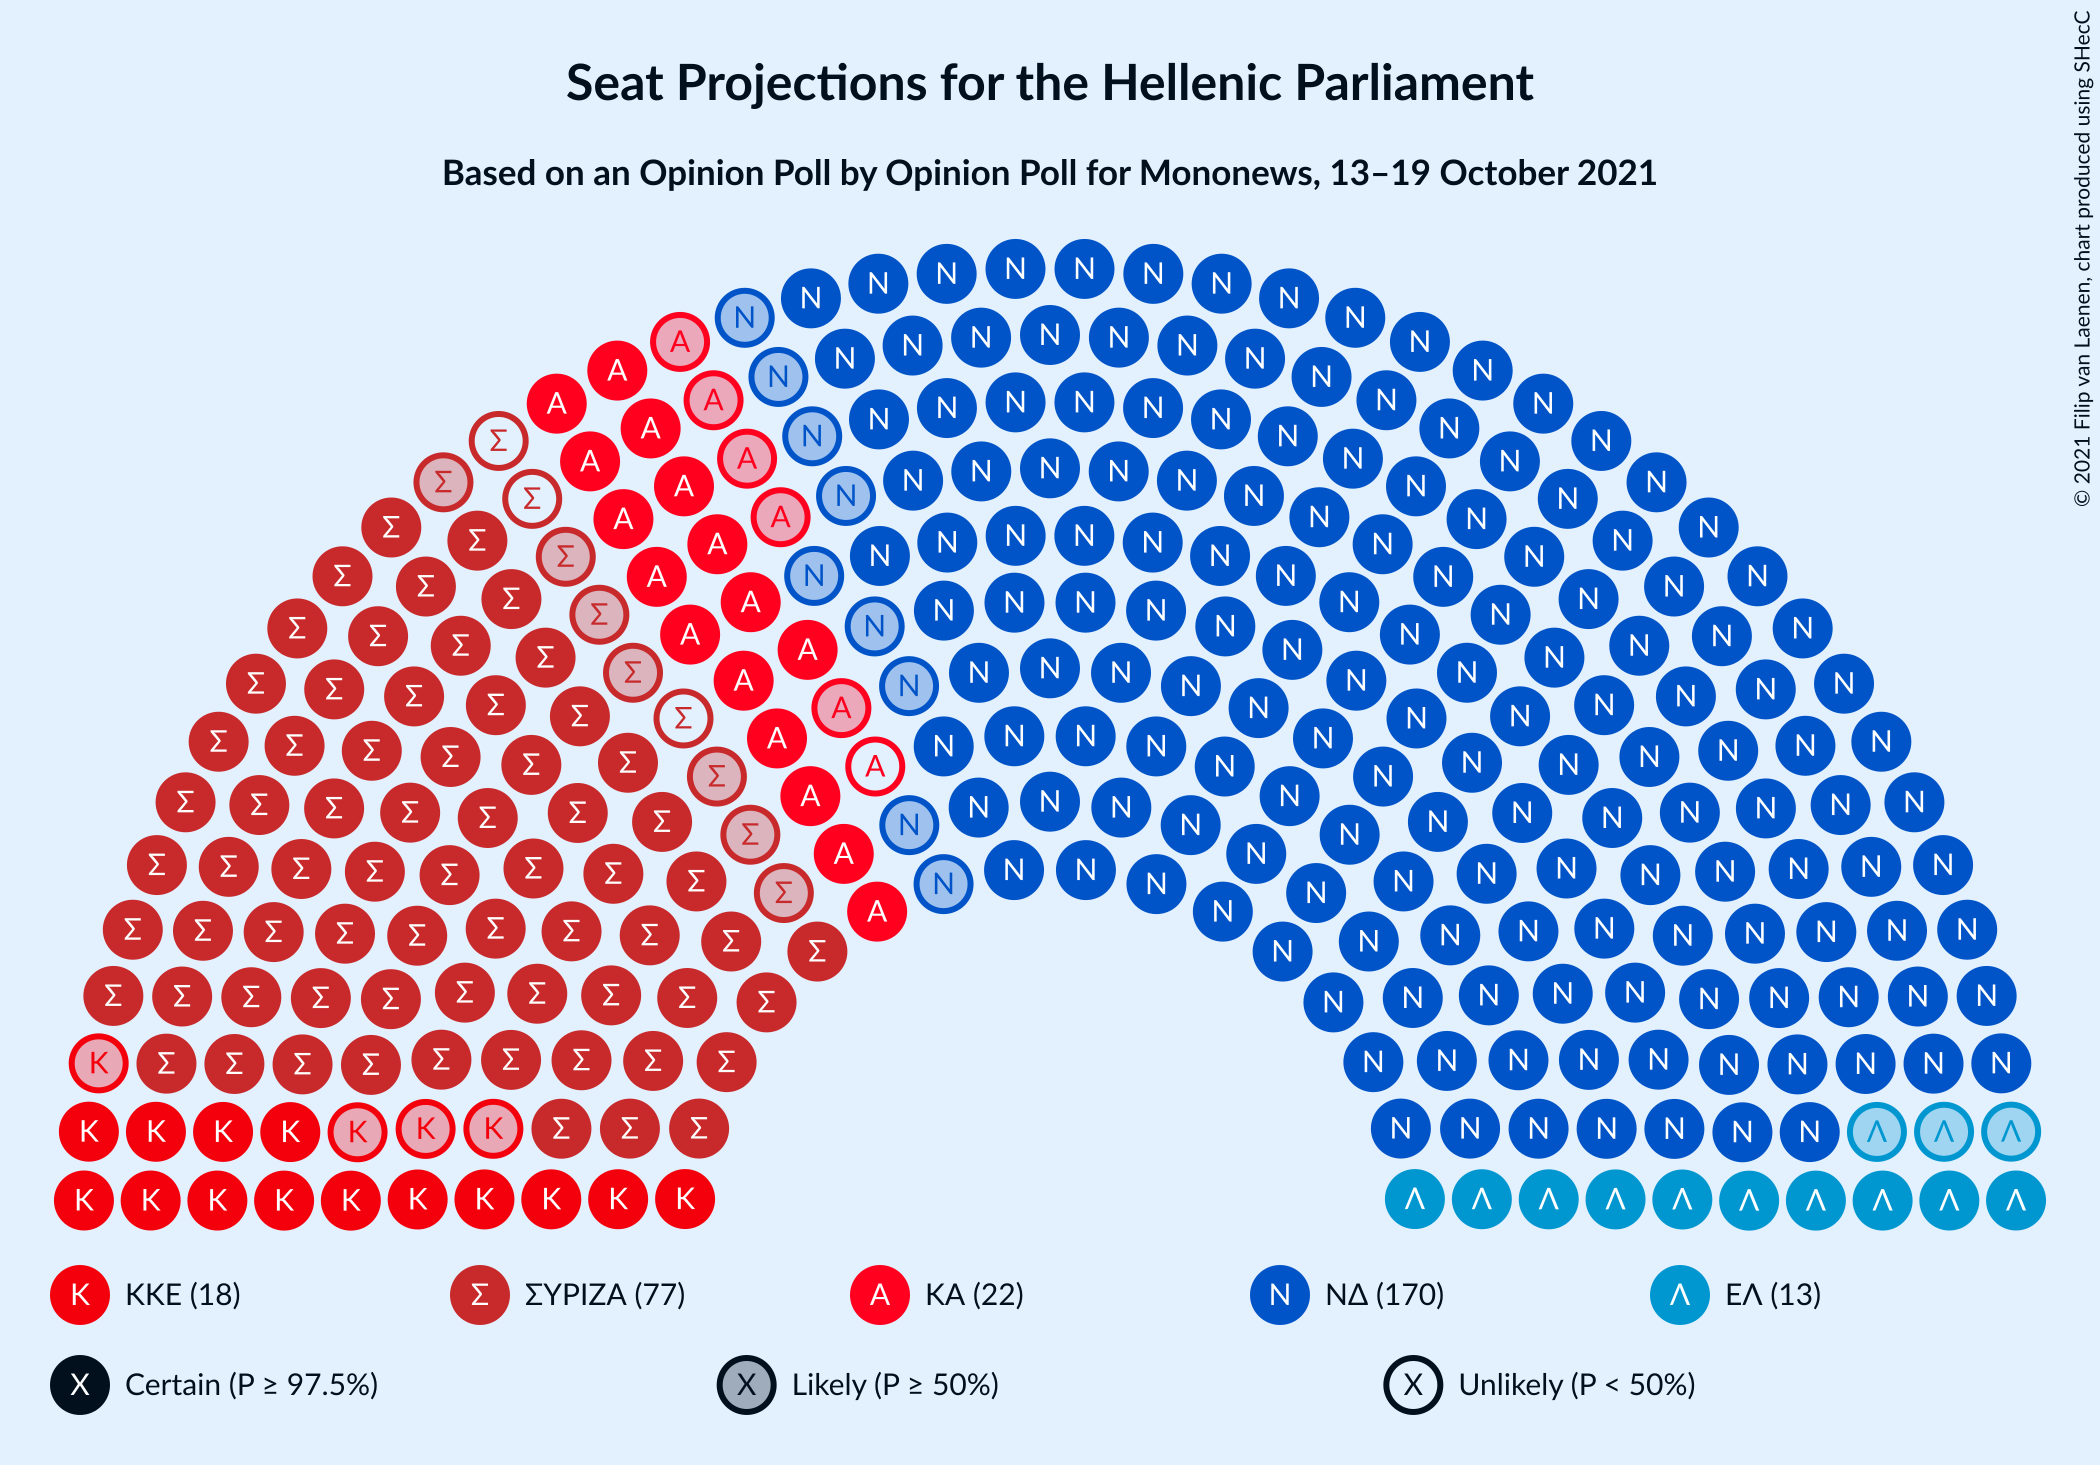 Seat Projections for the Hellenic Parliament
Based on an Opinion Poll by Opinion Poll for Mononews, 13–19 October 2021
© 2021 Filip van Laenen, chart produced using SHecC
Κ ΚΚΕ (18) Σ ΣΥΡΙΖΑ (77) Α ΚΑ (22) Ν ΝΔ (170) Λ ΕΛ (13)
X Certain (P ≥ 97.5%) X Likely (P ≥ 50%) X Unlikely (P < 50%)